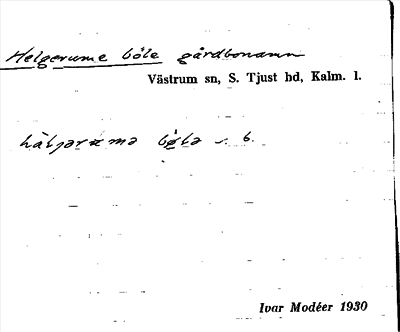 Helgerume böle gårdbonamn
Västrum sn, S. Tjust hd, Kalm. l.
Ivar Modéer 1930